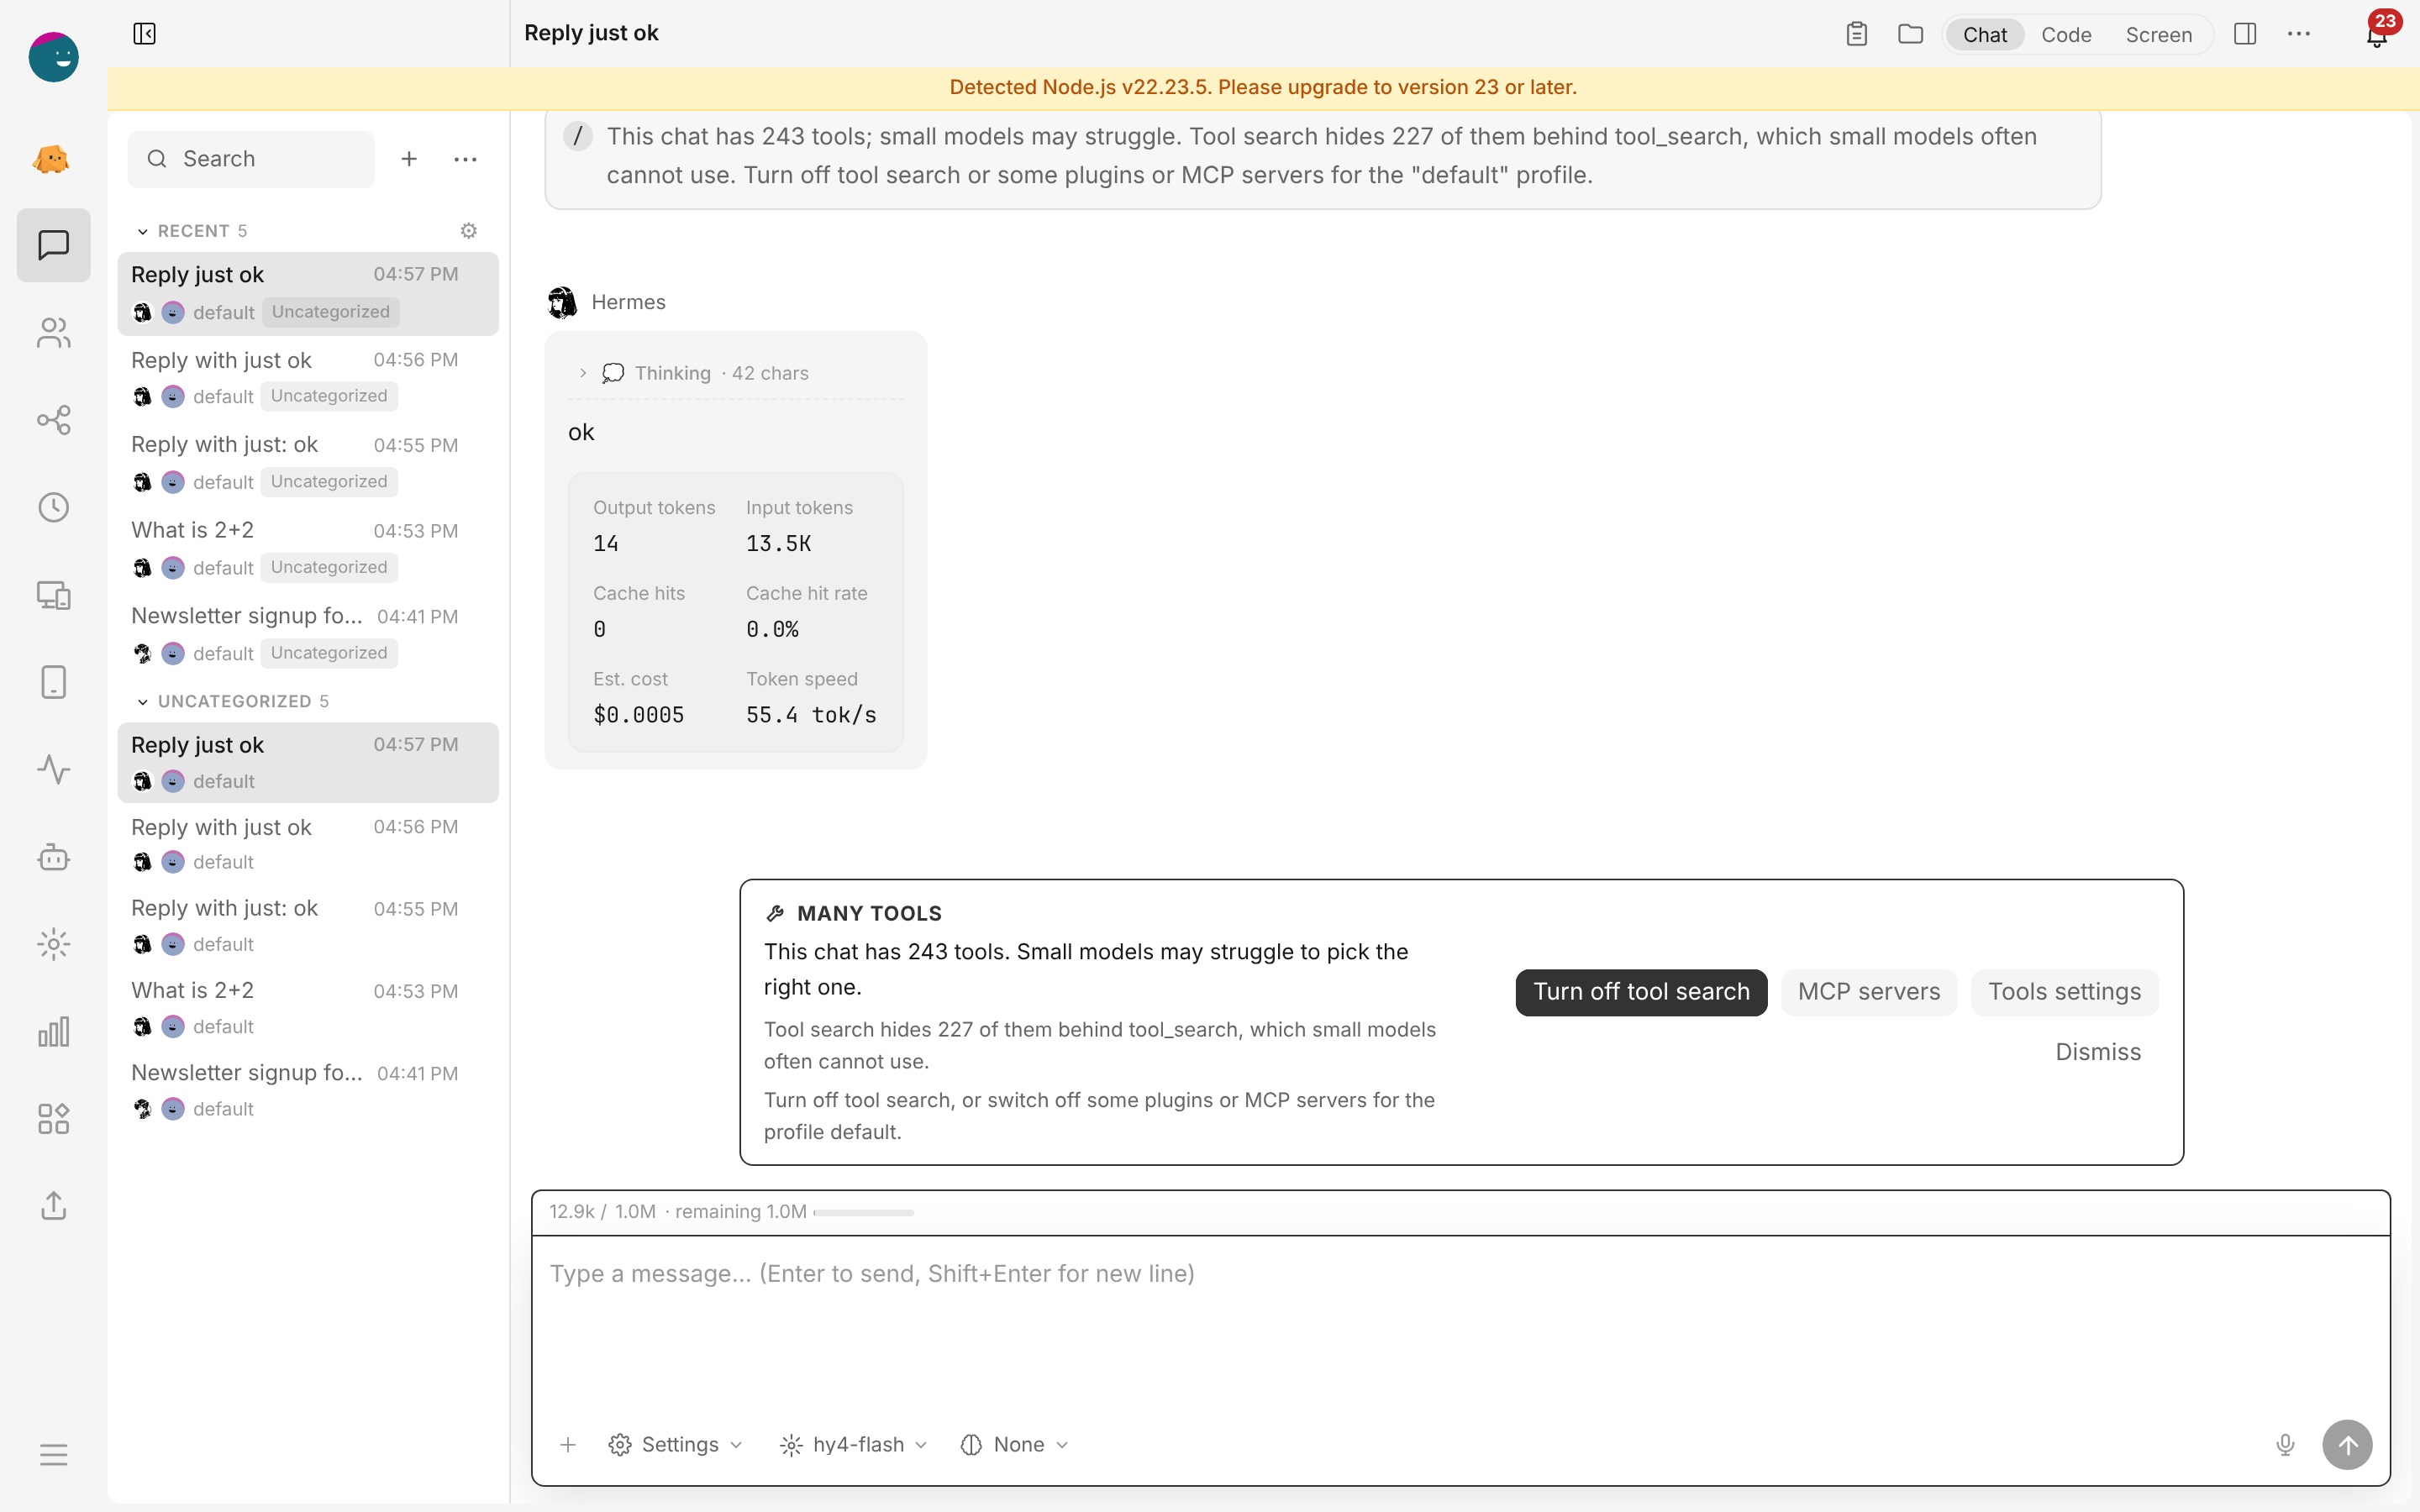 Reply just ok
Chat
Code
Screen
23
Detected Node.js v22.23.5. Please upgrade to version 23 or later.
Search
RECENT 5
Reply just ok 04:57 PM
default Uncategorized
Reply with just ok 04:56 PM
default Uncategorized
Reply with just: ok 04:55 PM
default Uncategorized
What is 2+2 04:53 PM
default Uncategorized
Newsletter signup fo... 04:41 PM
default Uncategorized
UNCATEGORIZED 5
Reply just ok 04:57 PM
default
Reply with just ok 04:56 PM
default
Reply with just: ok 04:55 PM
default
What is 2+2 04:53 PM
default
Newsletter signup fo... 04:41 PM
default
/ This chat has 243 tools; small models may struggle. Tool search hides 227 of them behind tool_search, which small models often
cannot use. Turn off tool search or some plugins or MCP servers for the "default" profile.
Hermes
Thinking · 42 chars
ok
Output tokens Input tokens
14 13.5K
Cache hits Cache hit rate
0 0.0%
Est. cost Token speed
$0.0005 55.4 tok/s
MANY TOOLS
This chat has 243 tools. Small models may struggle to pick the
right one.
Tool search hides 227 of them behind tool_search, which small models
often cannot use.
Turn off tool search, or switch off some plugins or MCP servers for the
profile default.
Turn off tool search
MCP servers
Tools settings
Dismiss
12.9k / 1.0M · remaining 1.0M
Type a message... (Enter to send, Shift+Enter for new line)
Settings
hy4-flash
None